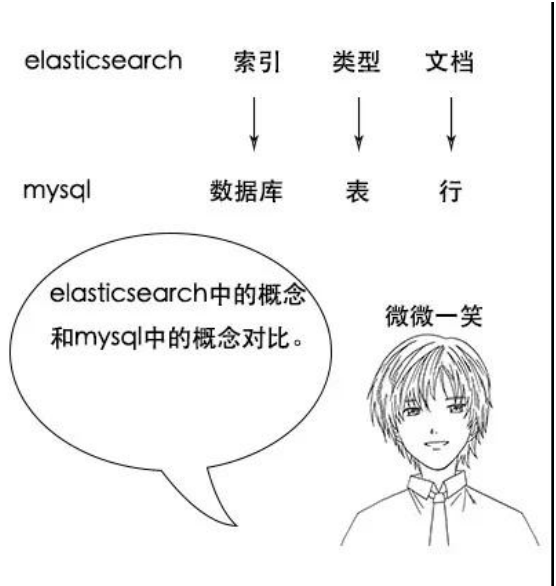 elasticsearch 索引 类型 文档
mysql 数据库 表 行
elasticsearch中的概念
和mysql中的概念对比。
微微一笑